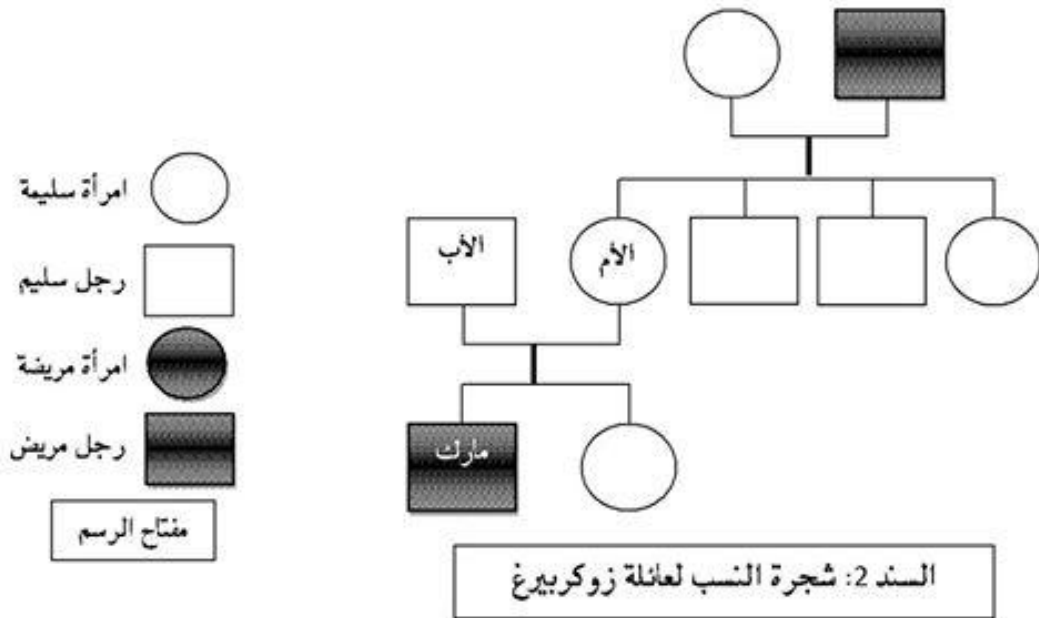 امرأة سليمة
رجل سليم
امرأة مريضة
رجل مريض
مفتاح الرسم
الأب
الأم
مارك
السند 2: شجرة النسب لعائلة زوكربيرغ